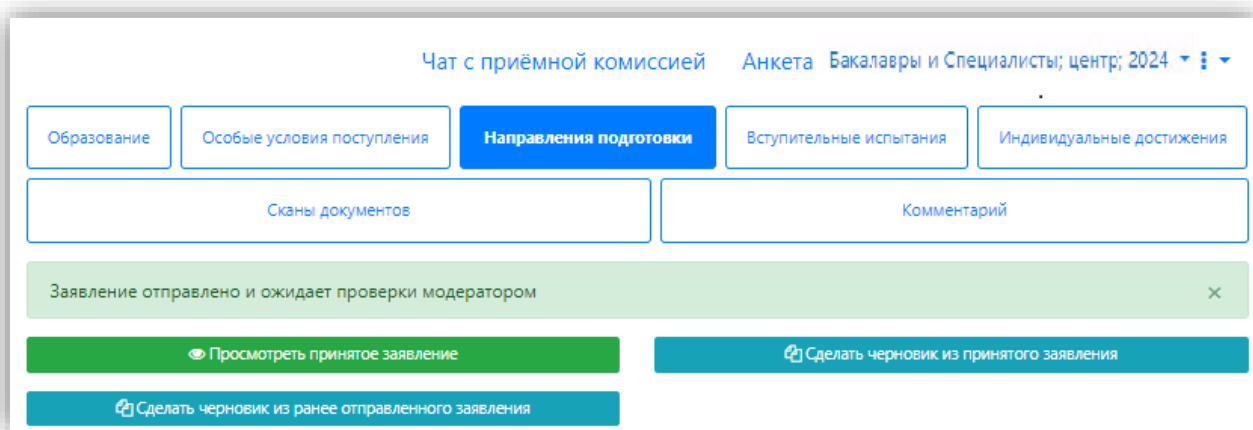 Чат с приёмной комиссией Анкета Бакалавры и Специалисты; центр; 2024
Образование Особые условия поступления Направления подготовки Вступительные испытания Индивидуальные достижения
Сканы документов Комментарий
Заявление отправлено и ожидает проверки модератором ×
Просмотреть принятое заявление Сделать черновик из принятого заявления
Сделать черновик из ранее отправленного заявления